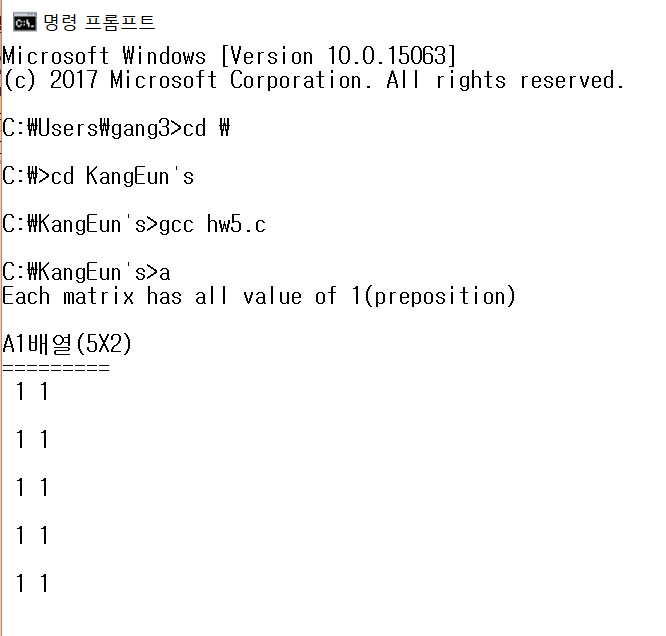 명령 프롬프트
Microsoft Windows [Version 10.0.15063]
(c) 2017 Microsoft Corporation. All rights reserved.
C:₩Users₩gang3>cd ₩
C:₩>cd KangEun's
C:₩KangEun's>gcc hw5.c
C:₩KangEun's>a
Each matrix has all value of 1(preposition)
A1배열(5X2)
=========
1 1
1 1
1 1
1 1
1 1